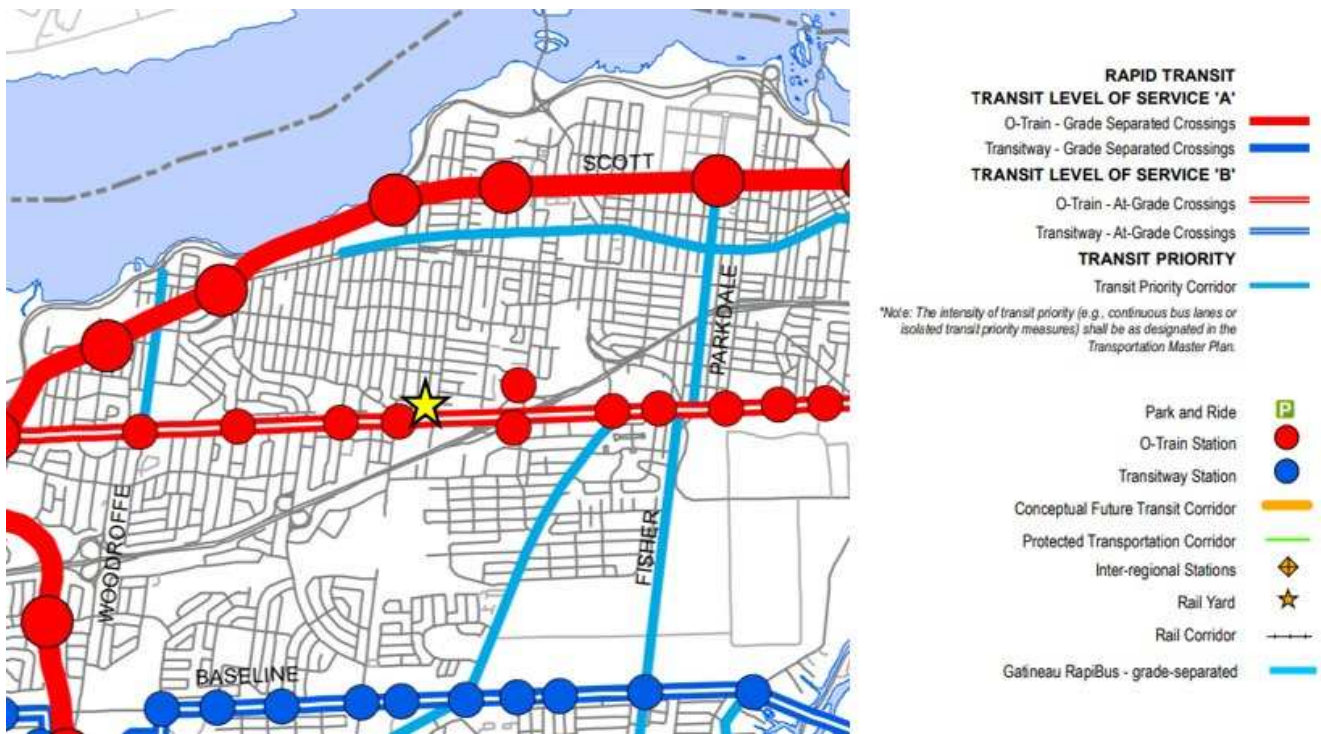 SCOTT
PARKDALE
WOODROFFE
FISHER
BASELINE
RAPID TRANSIT
TRANSIT LEVEL OF SERVICE 'A'
O-Train - Grade Separated Crossings
Transitway - Grade Separated Crossings
TRANSIT LEVEL OF SERVICE 'B'
O-Train - At-Grade Crossings
Transitway - At-Grade Crossings
TRANSIT PRIORITY
Transit Priority Corridor
*Note: The intensity of transit priority (e.g., continuous bus lanes or
isolated transit priority measures) shall be as designated in the
Transportation Master Plan.
Park and Ride P
O-Train Station
Transitway Station
Conceptual Future Transit Corridor
Protected Transportation Corridor
Inter-regional Stations
Rail Yard
Rail Corridor
Gatineau RapiBus - grade-separated